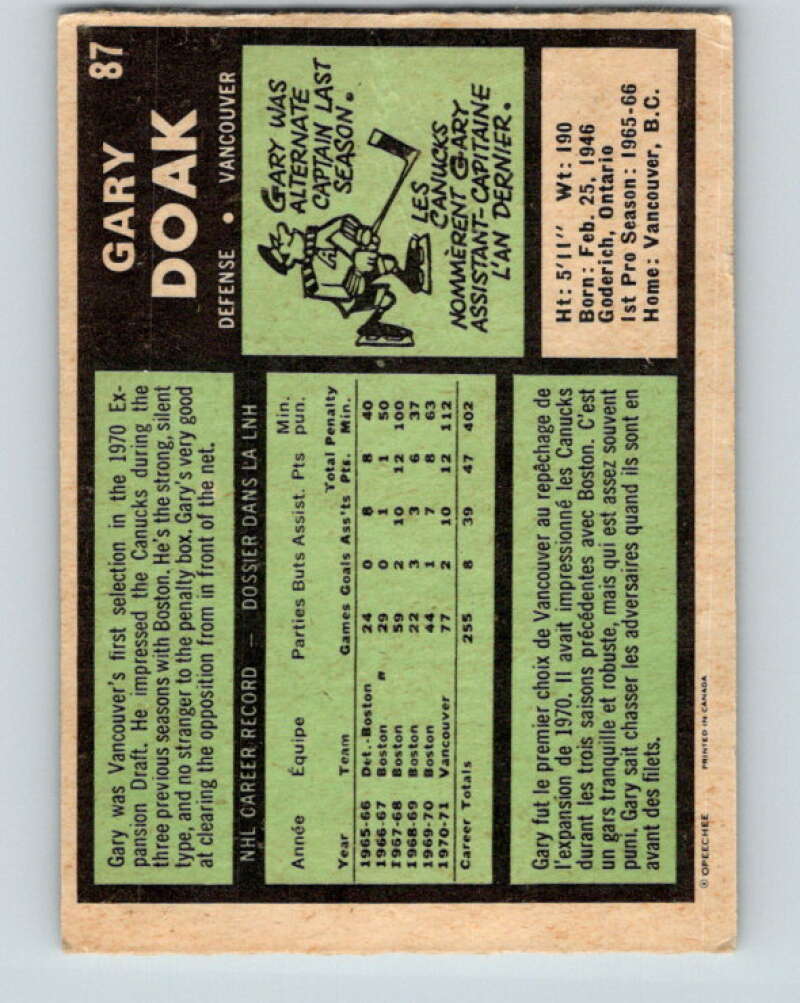 87
GARY
DOAK
DEFENSE • VANCOUVER
Gary was Vancouver's first selection in the 1970 Ex-
pansion Draft. He impressed the Canucks during the
three previous seasons with Boston. He's the strong, silent
type, and no stranger to the penalty box. Gary's very good
at clearing the opposition from in front of the net.
GARY WAS
ALTERNATE
CAPTAIN LAST
SEASON.
A
LES
CANUCKS
NOMMÈRENT GARY
ASSISTANT-CAPITAINE
L'AN DERNIER.
NHL CAREER RECORD — DOSSIER DANS LA LNH
Année Équipe Parties Buts Assist. Pts Min. pun.
Year Team Games Goals Ass'ts Total Pts. Penalty Min.
1965-66 Det.-Boston 24 0 8 8 40
1966-67 Boston " 29 0 1 1 50
1967-68 Boston 59 2 10 12 100
1968-69 Boston 22 3 3 6 37
1969-70 Boston 44 1 7 8 63
1970-71 Vancouver 77 2 10 12 112
Career Totals 255 8 39 47 402
Ht: 5'11" Wt: 190
Born: Feb. 25, 1946
Goderich, Ontario
1st Pro Season: 1965-66
Home: Vancouver, B.C.
Gary fut le premier choix de Vancouver au repêchage de
l'expansion de 1970. Il avait impressionné les Canucks
durant les trois saisons précédentes avec Boston. C'est
un gars tranquille et robuste, mais qui est assez souvent
puni. Gary sait chasser les adversaires quand ils sont en
avant des filets.
© OPEECHEE PRINTED IN CANADA